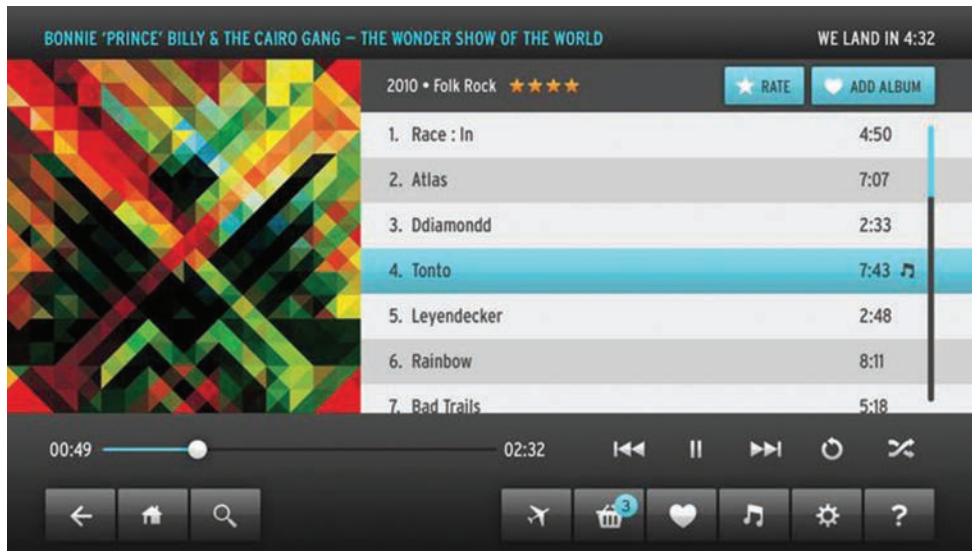 BONNIE 'PRINCE' BILLY & THE CAIRO GANG – THE WONDER SHOW OF THE WORLD
WE LAND IN 4:32
2010 • Folk Rock
RATE
ADD ALBUM
1. Race : In 4:50
2. Atlas 7:07
3. Ddiamondd 2:33
4. Tonto 7:43
5. Leyendecker 2:48
6. Rainbow 8:11
7. Bad Trails 5:18
00:49
02:32
3
?